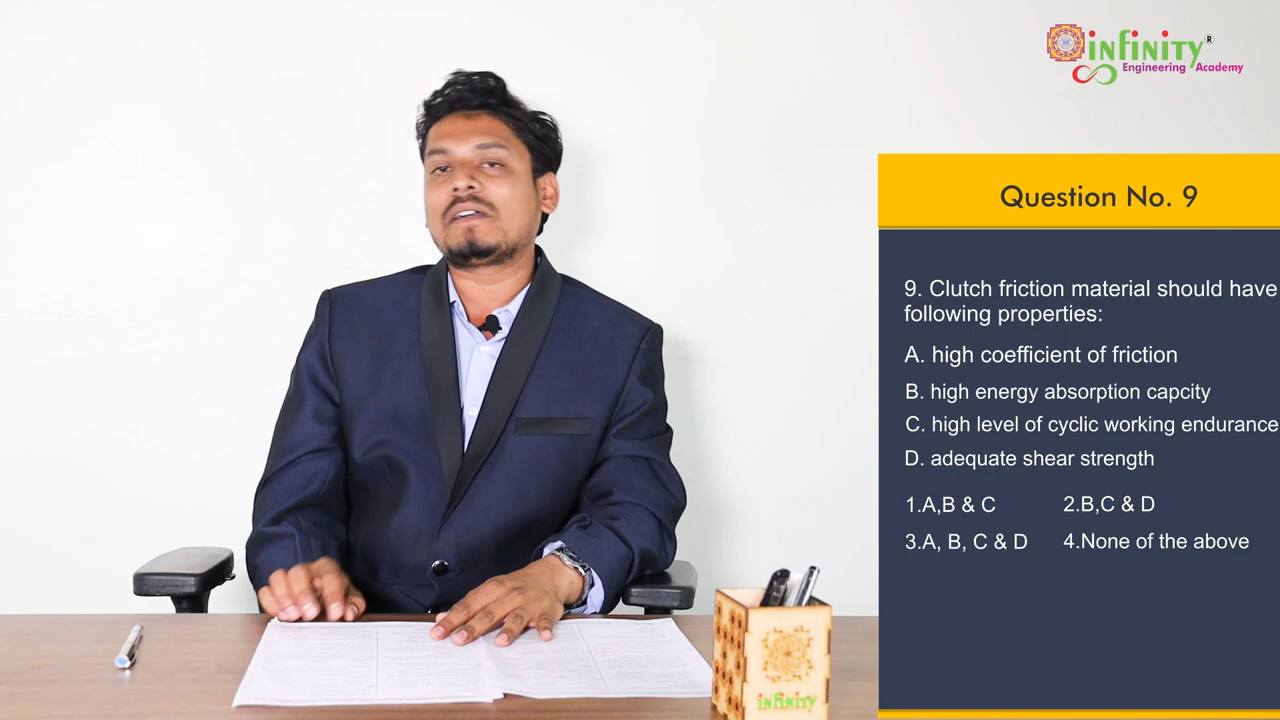 infinity®
Engineering Academy
Question No. 9
9. Clutch friction material should have
following properties:
A. high coefficient of friction
B. high energy absorption capcity
C. high level of cyclic working endurance
D. adequate shear strength
1.A,B & C 2.B,C & D
3.A, B, C & D 4.None of the above
infinity